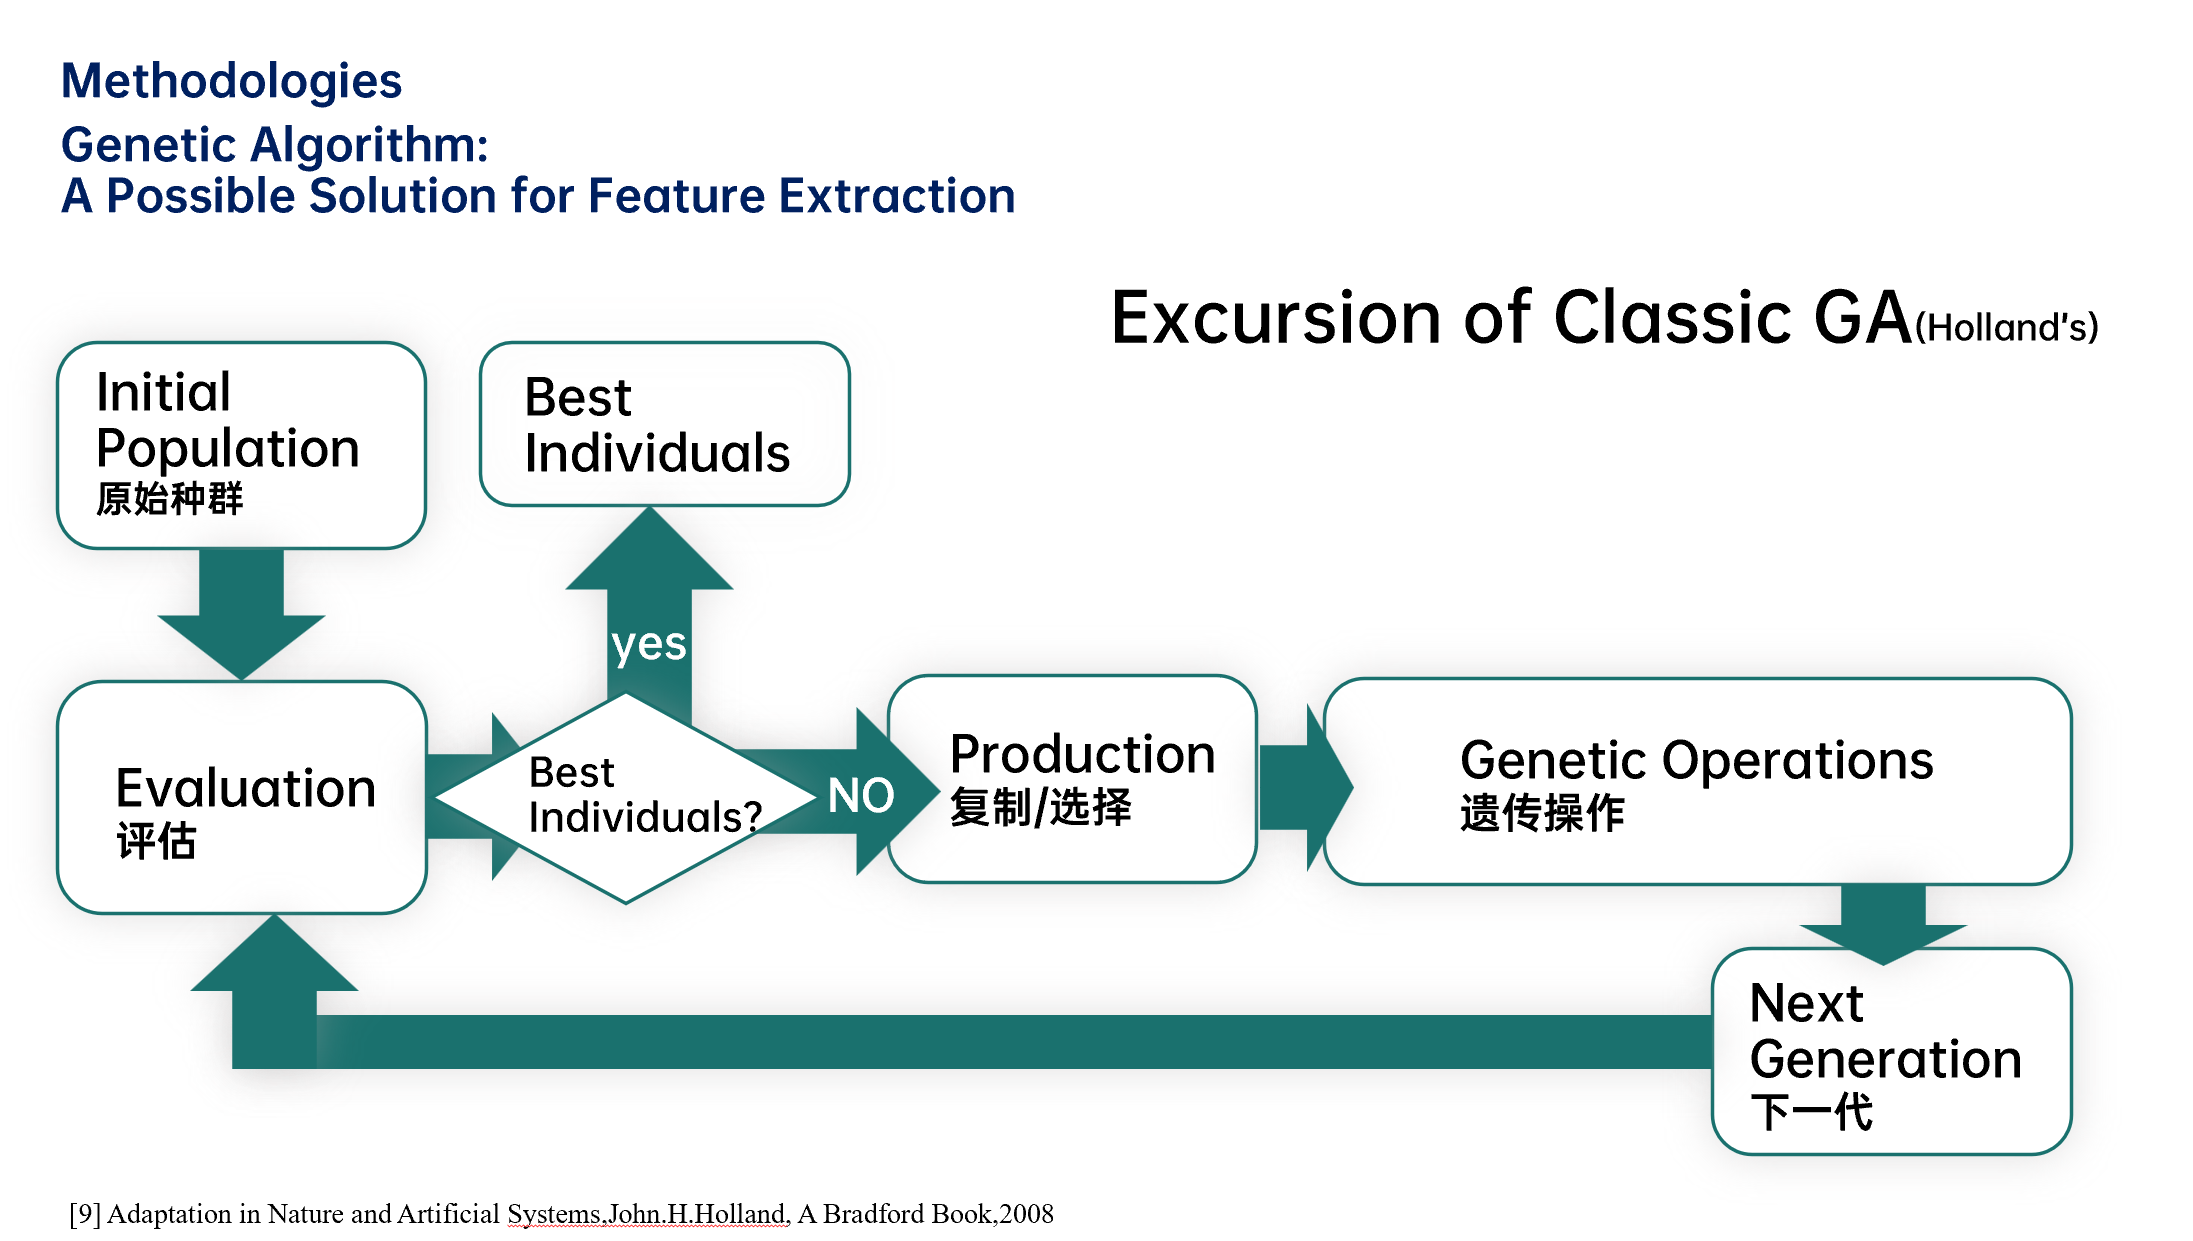 Methodologies
Genetic Algorithm:
A Possible Solution for Feature Extraction
Excursion of Classic GA(Holland's)
Initial
Population
原始种群
Best
Individuals
yes
Evaluation
评估
Best
Individuals?
NO
Production
复制/选择
Genetic Operations
遗传操作
Next
Generation
下一代
[9] Adaptation in Nature and Artificial Systems,John.H.Holland, A Bradford Book,2008